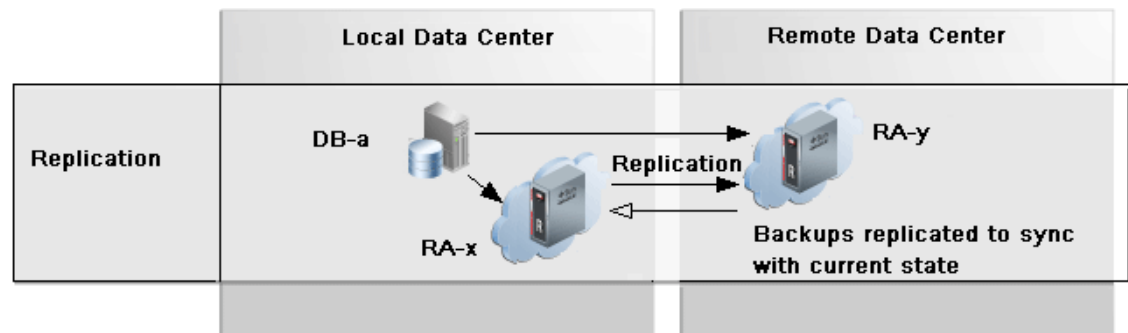 Local Data Center
Remote Data Center
Replication
DB-a
RA-y
Replication
RA-x
Backups replicated to sync
with current state